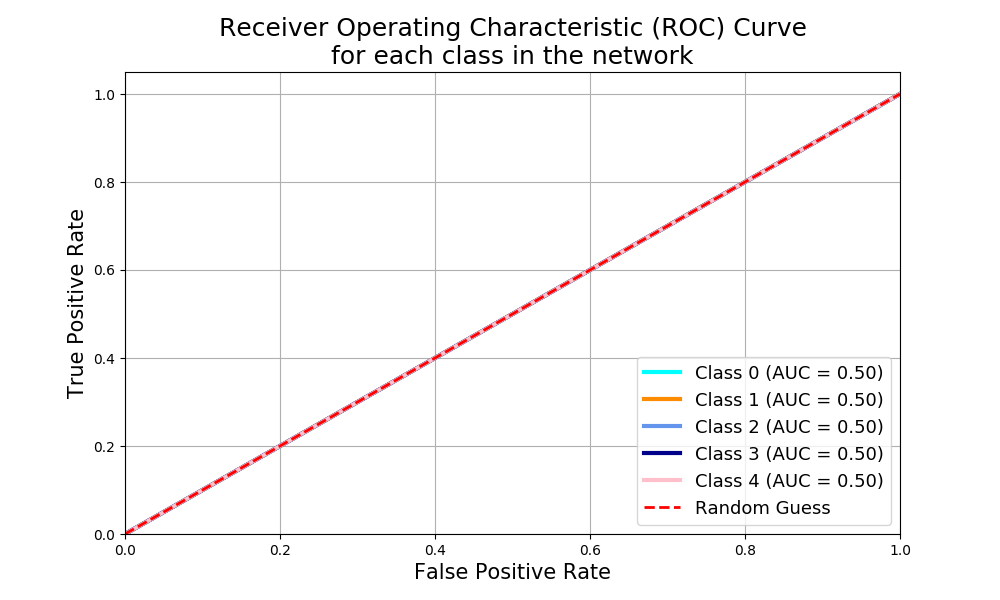 Receiver Operating Characteristic (ROC) Curve
for each class in the network
True Positive Rate
1.0
0.8
0.6
0.4
0.2
0.0
Class 0 (AUC = 0.50)
Class 1 (AUC = 0.50)
Class 2 (AUC = 0.50)
Class 3 (AUC = 0.50)
Class 4 (AUC = 0.50)
Random Guess
0.0 0.2 0.4 0.6 0.8 1.0
False Positive Rate